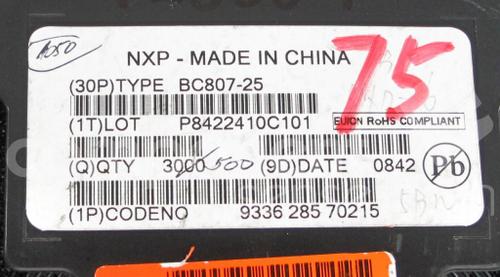 NXP - MADE IN CHINA
75
(30P)TYPE BC807-25
(1T)LOT P8422410C101
EU/CN RoHS COMPLIANT
(Q)QTY 3000 500 (9D)DATE 0842
Pb
(1P)CODENO 9336 285 70215